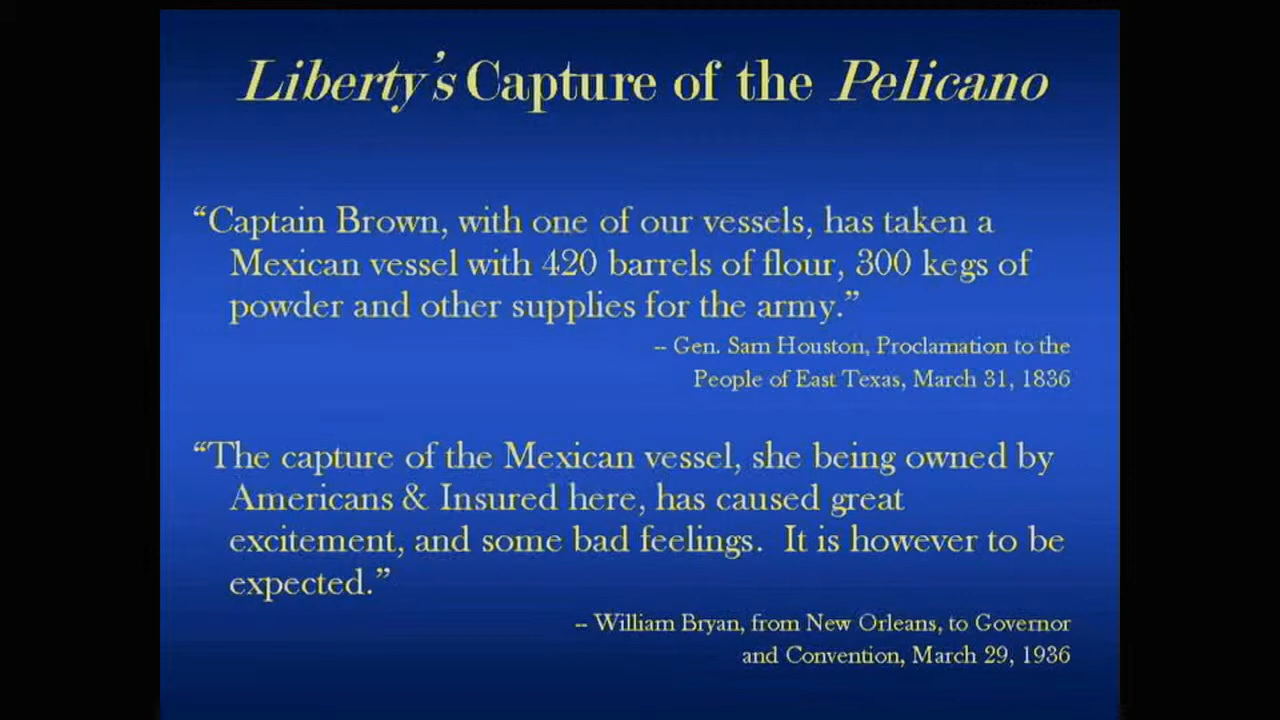 Liberty's Capture of the Pelicano
“Captain Brown, with one of our vessels, has taken a
Mexican vessel with 420 barrels of flour, 300 kegs of
powder and other supplies for the army.”
-- Gen. Sam Houston, Proclamation to the
People of East Texas, March 31, 1836
“The capture of the Mexican vessel, she being owned by
Americans & Insured here, has caused great
excitement, and some bad feelings.  It is however to be
expected.”
-- William Bryan, from New Orleans, to Governor
and Convention, March 29, 1936